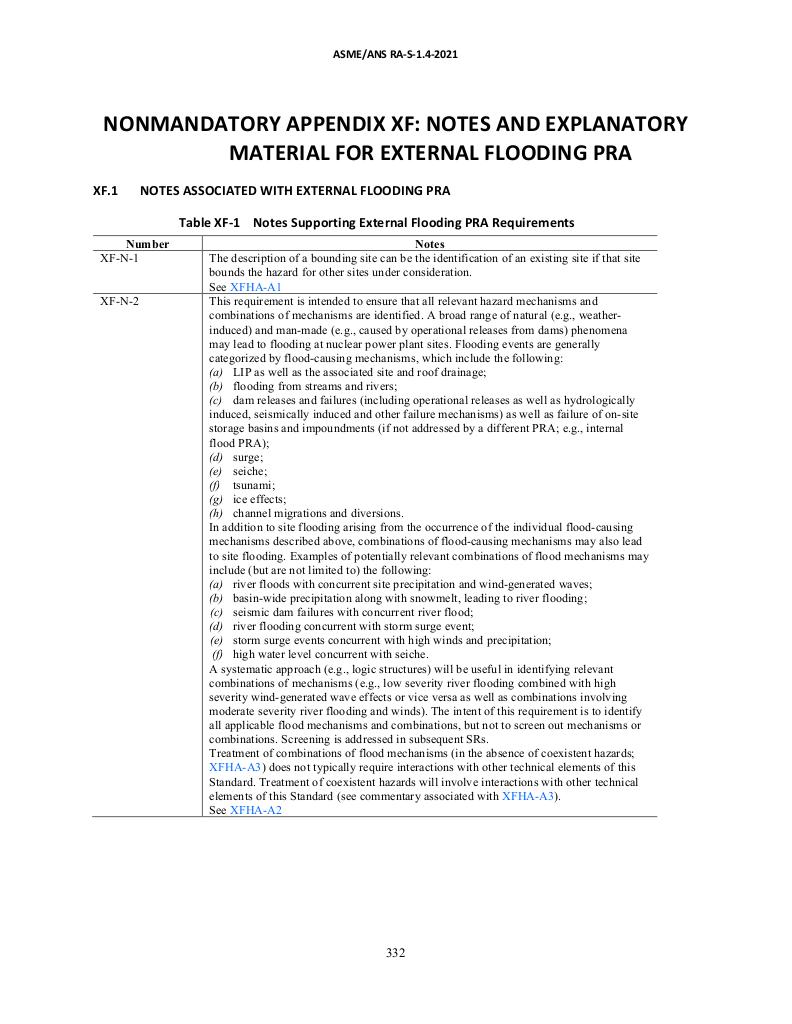 ASME/ANS RA-S-1.4-2021
NONMANDATORY APPENDIX XF: NOTES AND EXPLANATORY
MATERIAL FOR EXTERNAL FLOODING PRA
XF.1 NOTES ASSOCIATED WITH EXTERNAL FLOODING PRA
Table XF-1 Notes Supporting External Flooding PRA Requirements
Number Notes
XF-N-1 The description of a bounding site can be the identification of an existing site if that site
bounds the hazard for other sites under consideration.
See XFHA-A1
XF-N-2 This requirement is intended to ensure that all relevant hazard mechanisms and
combinations of mechanisms are identified. A broad range of natural (e.g., weather-
induced) and man-made (e.g., caused by operational releases from dams) phenomena
may lead to flooding at nuclear power plant sites. Flooding events are generally
categorized by flood-causing mechanisms, which include the following:
(a) LIP as well as the associated site and roof drainage;
(b) flooding from streams and rivers;
(c) dam releases and failures (including operational releases as well as hydrologically
induced, seismically induced and other failure mechanisms) as well as failure of on-site
storage basins and impoundments (if not addressed by a different PRA; e.g., internal
flood PRA);
(d) surge;
(e) seiche;
(f) tsunami;
(g) ice effects;
(h) channel migrations and diversions.
In addition to site flooding arising from the occurrence of the individual flood-causing
mechanisms described above, combinations of flood-causing mechanisms may also lead
to site flooding. Examples of potentially relevant combinations of flood mechanisms may
include (but are not limited to) the following:
(a) river floods with concurrent site precipitation and wind-generated waves;
(b) basin-wide precipitation along with snowmelt, leading to river flooding;
(c) seismic dam failures with concurrent river flood;
(d) river flooding concurrent with storm surge event;
(e) storm surge events concurrent with high winds and precipitation;
(f) high water level concurrent with seiche.
A systematic approach (e.g., logic structures) will be useful in identifying relevant
combinations of mechanisms (e.g., low severity river flooding combined with high
severity wind-generated wave effects or vice versa as well as combinations involving
moderate severity river flooding and winds). The intent of this requirement is to identify
all applicable flood mechanisms and combinations, but not to screen out mechanisms or
combinations. Screening is addressed in subsequent SRs.
Treatment of combinations of flood mechanisms (in the absence of coexistent hazards;
XFHA-A3) does not typically require interactions with other technical elements of this
Standard. Treatment of coexistent hazards will involve interactions with other technical
elements of this Standard (see commentary associated with XFHA-A3).
See XFHA-A2
332